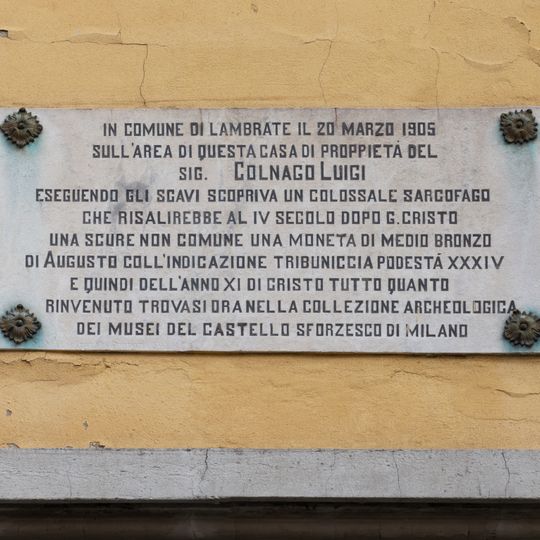 IN COMUNE DI LAMBRATE IL 20 MARZO 1905
SULL'AREA DI QUESTA CASA DI PROPPIETÀ DEL
SIG. COLNAGO LUIGI
ESEGUENDO GLI SCAVI SCOPRIVA UN COLOSSALE SARCOFAGO
CHE RISALIREBBE AL IV SECOLO DOPO G. CRISTO
UNA SCURE NON COMUNE UNA MONETA DI MEDIO BRONZO
DI AUGUSTO COLL'INDICAZIONE TRIBUNICCIA PODESTÀ XXXIV
E QUINDI DELL'ANNO XI DI CRISTO TUTTO QUANTO
RINVENUTO TROVASI ORA NELLA COLLEZIONE ARCHEOLOGICA
DEI MUSEI DEL CASTELLO SFORZESCO DI MILANO